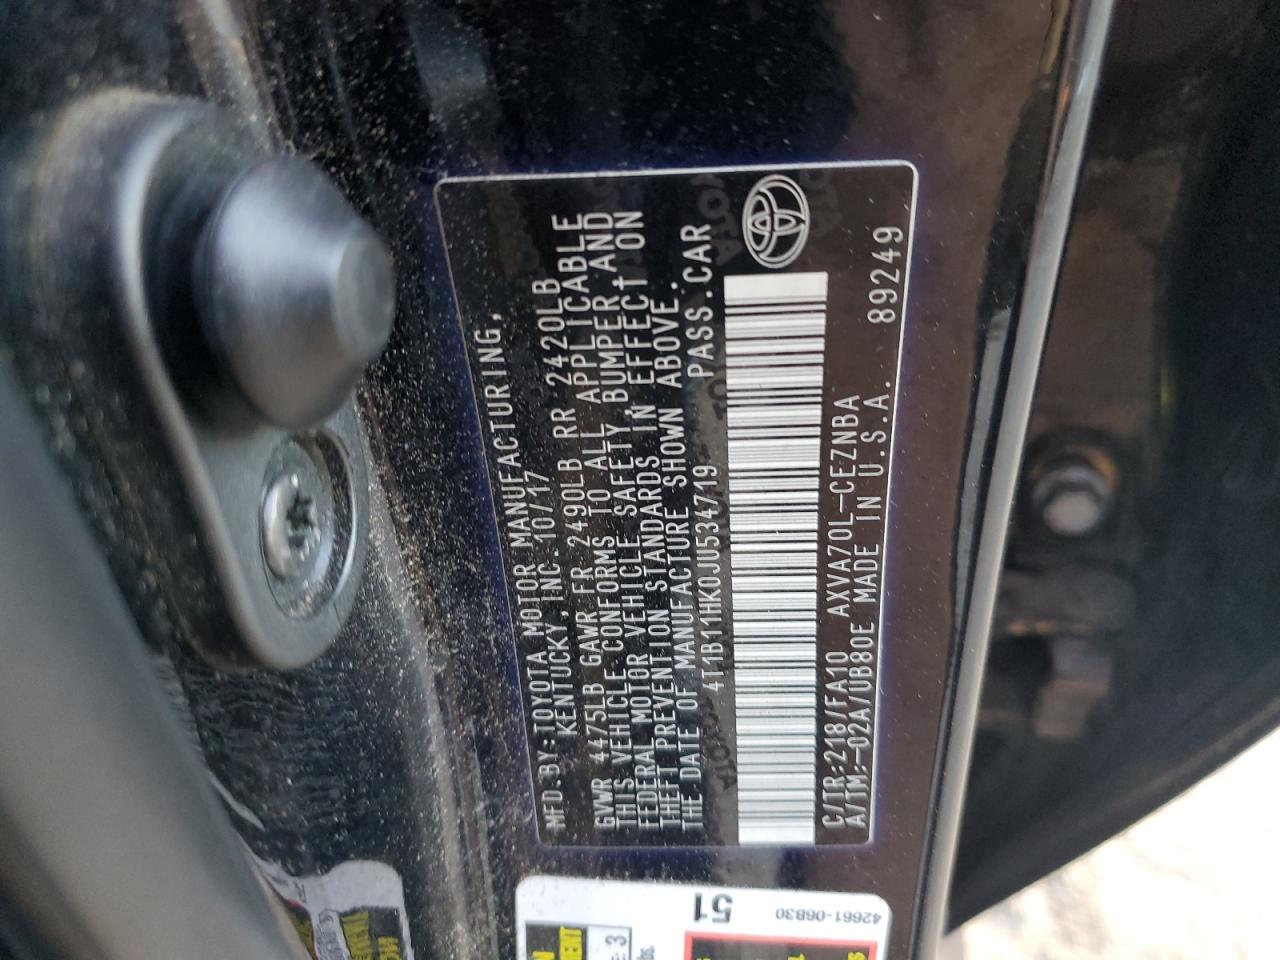 MFD.BY:TOYOTA MOTOR MANUFACTURING,
KENTUCKY, INC. 10/17
GVWR 4475LB GAWR FR 2490LB RR 2420LB
THIS VEHICLE CONFORMS TO ALL APPLICABLE
FEDERAL MOTOR VEHICLE SAFETY,BUMPER,AND
THEFT PREVENTION STANDARDS IN EFFECT ON
THE DATE OF MANUFACTURE SHOWN ABOVE.
4T1B11HK0JU534719 PASS.CAR
C/TR:218/FA10 AXVA70L-CEZNBA
A/TM:-02A/UB80E MADE IN U.S.A. 89249
51
42661-06B30